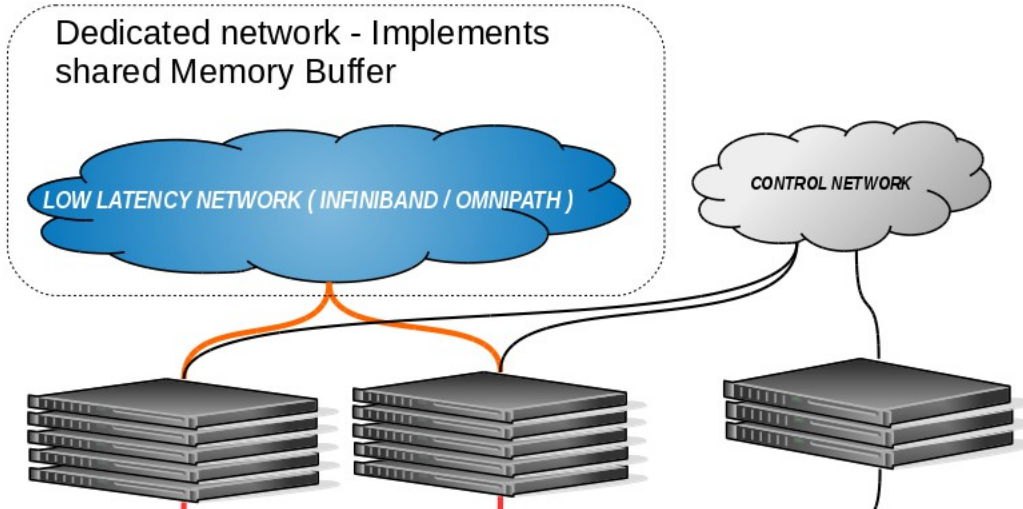 Dedicated network - Implements
shared Memory Buffer
LOW LATENCY NETWORK ( INFINIBAND / OMNIPATH )
CONTROL NETWORK